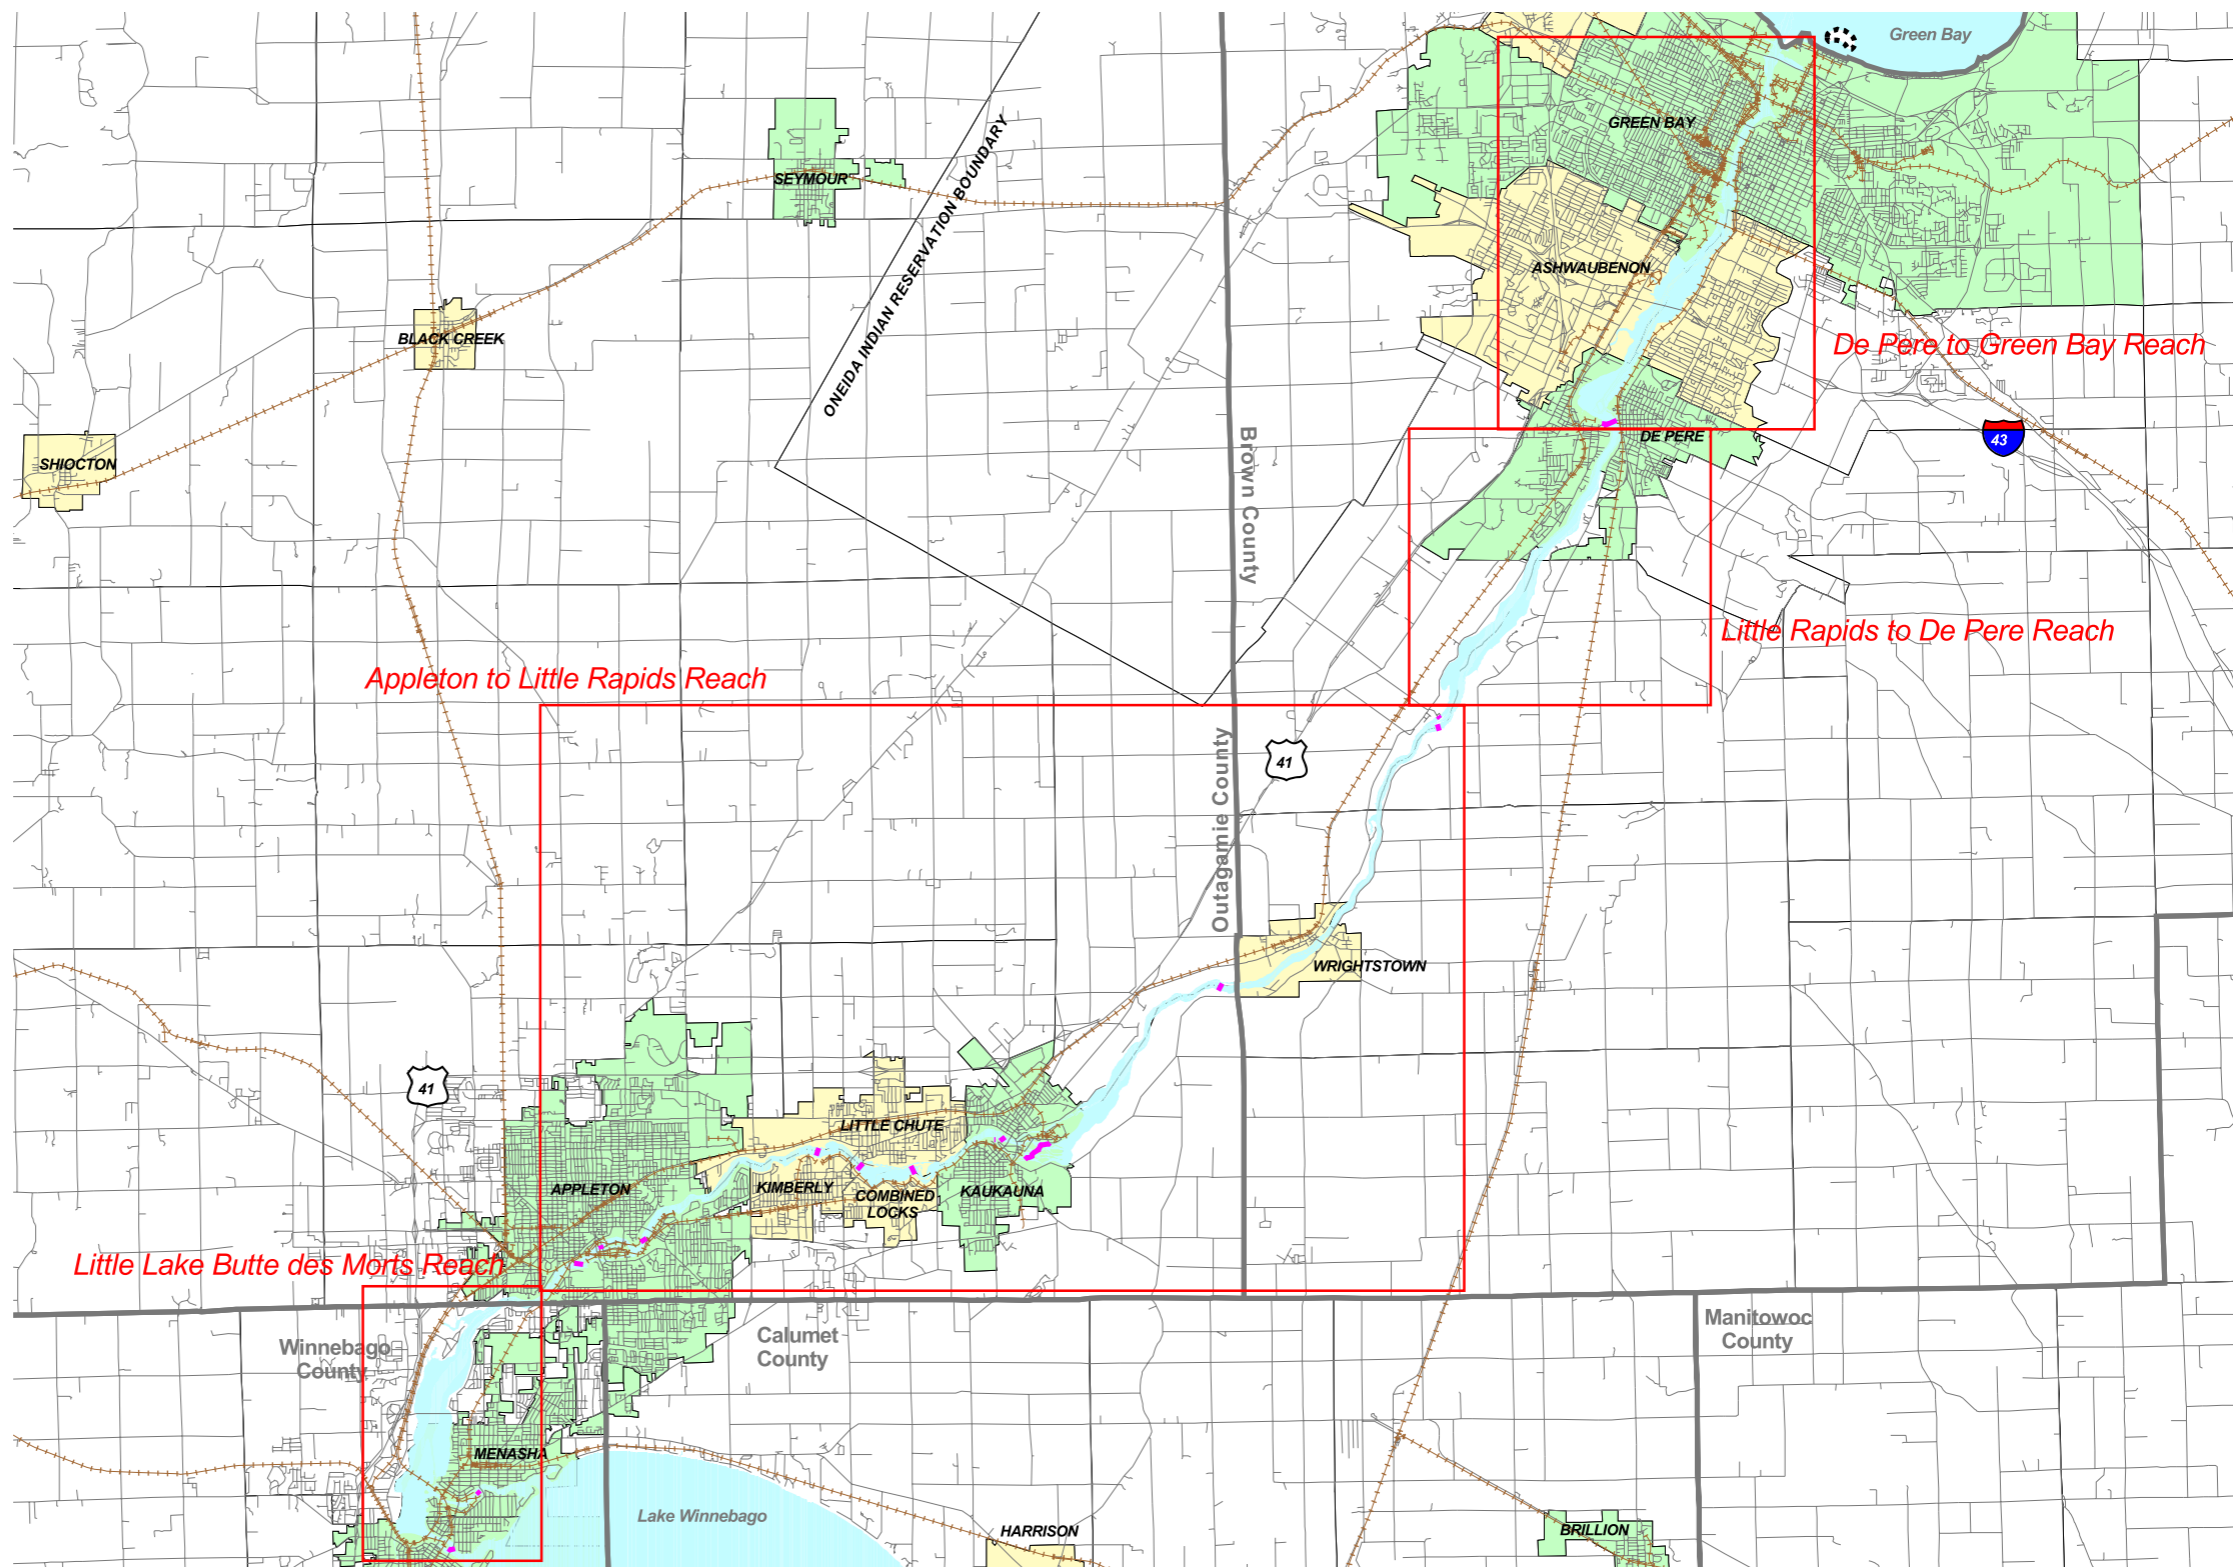 Green Bay
GREEN BAY
SEYMOUR
ONEIDA INDIAN RESERVATION BOUNDARY
ASHWAUBENON
BLACK CREEK
De Pere to Green Bay Reach
SHIOCTON
DE PERE
43
Brown County
Little Rapids to De Pere Reach
Appleton to Little Rapids Reach
41
Outagamie County
WRIGHTSTOWN
41
LITTLE CHUTE
APPLETON
KIMBERLY
COMBINED
LOCKS
KAUKAUNA
Little Lake Butte des Morts Reach
Winnebago
County
Calumet
County
Manitowoc
County
MENASHA
Lake Winnebago
HARRISON
BRILLION